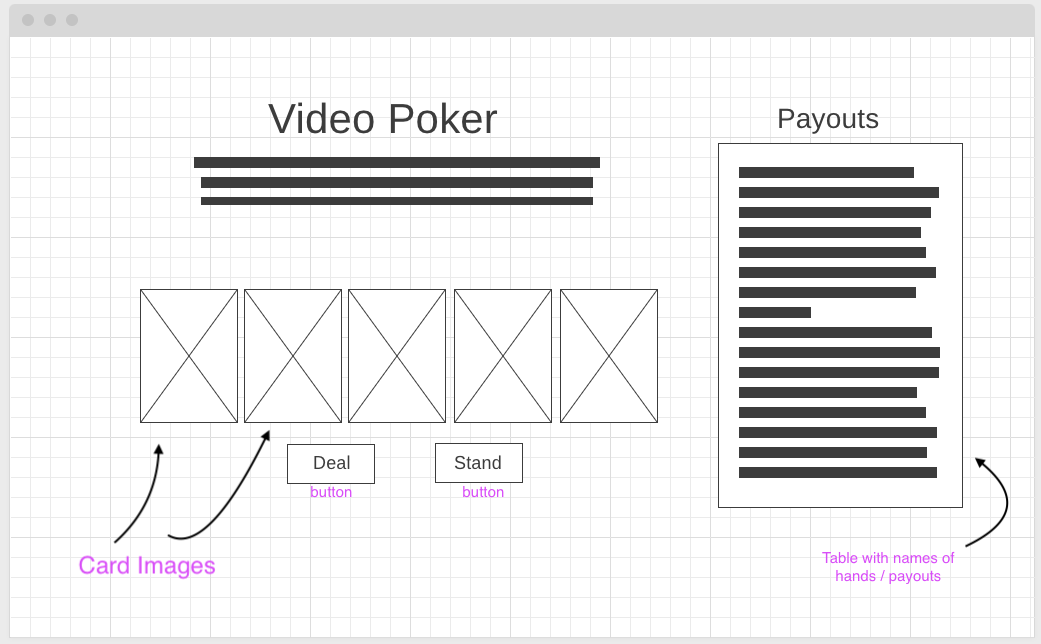 Video Poker
Payouts
Deal
Stand
button
button
Card Images
Table with names of
hands / payouts